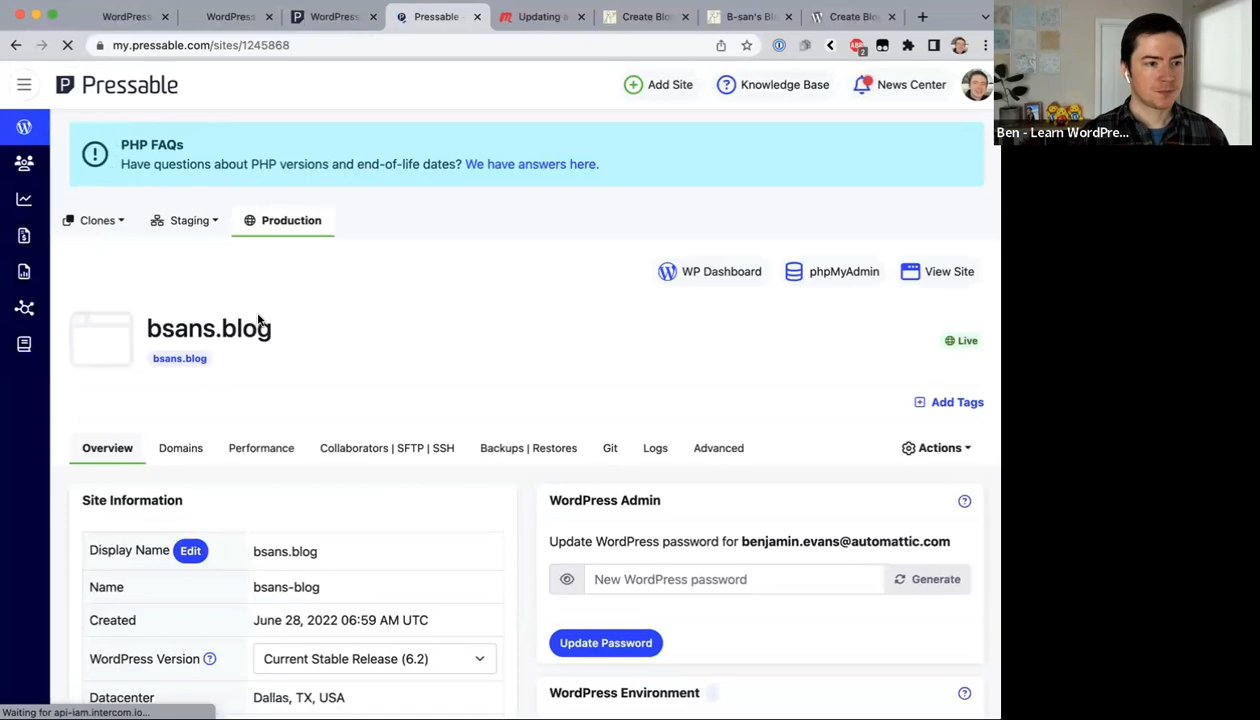 WordPress
WordPress
WordPress
Pressable
Updating a
Create Blo
B-san's Bl
Create Blo
my.pressable.com/sites/1245868
2
Pressable
Add Site
Knowledge Base
News Center
Ben - Learn WordPre...
PHP FAQs
Have questions about PHP versions and end-of-life dates? We have answers here.
Clones
Staging
Production
WP Dashboard
phpMyAdmin
View Site
bsans.blog
bsans.blog
Live
Add Tags
Overview
Domains
Performance
Collaborators | SFTP | SSH
Backups | Restores
Git
Logs
Advanced
Actions
Site Information
Display Name Edit bsans.blog
Name bsans-blog
Created June 28, 2022 06:59 AM UTC
WordPress Version Current Stable Release (6.2)
Datacenter Dallas, TX, USA
WordPress Admin
Update WordPress password for benjamin.evans@automattic.com
New WordPress password
Generate
Update Password
WordPress Environment
Waiting for api-iam.intercom.io...